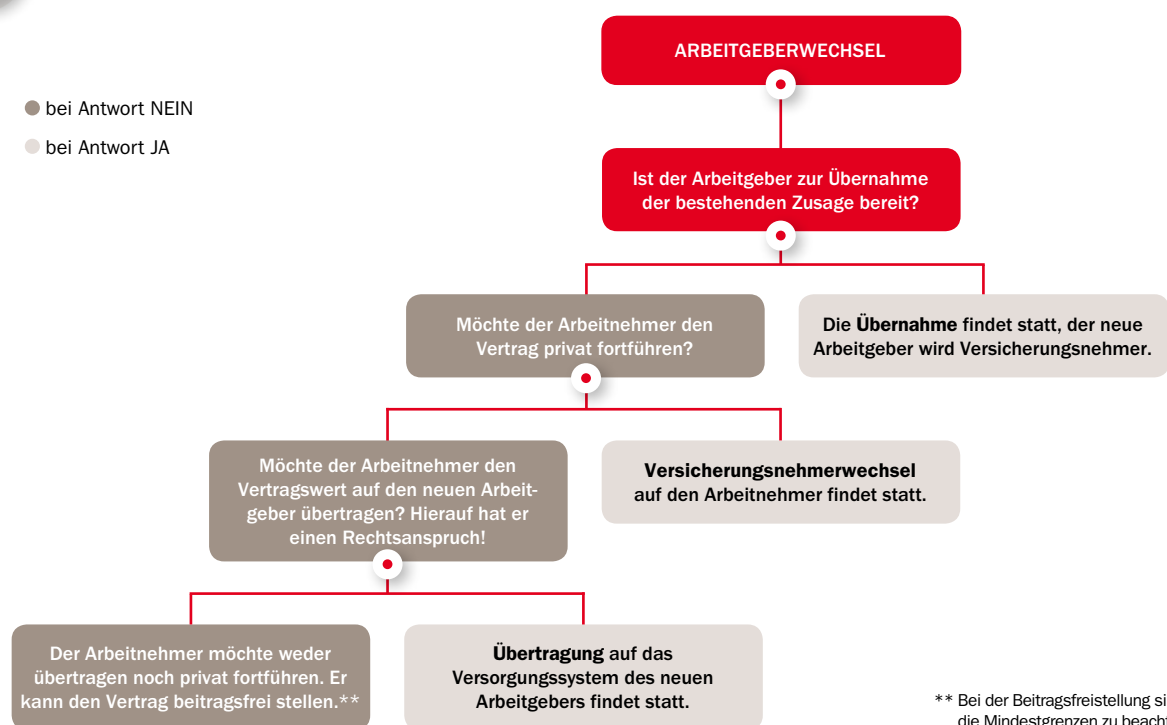 ARBEITGEBERWECHSEL
bei Antwort NEIN
bei Antwort JA
Ist der Arbeitgeber zur Übernahme
der bestehenden Zusage bereit?
Möchte der Arbeitnehmer den
Vertrag privat fortführen?
Die Übernahme findet statt, der neue
Arbeitgeber wird Versicherungsnehmer.
Möchte der Arbeitnehmer den
Vertragswert auf den neuen Arbeit-
geber übertragen? Hierauf hat er
einen Rechtsanspruch!
Versicherungsnehmerwechsel
auf den Arbeitnehmer findet statt.
Der Arbeitnehmer möchte weder
übertragen noch privat fortführen. Er
kann den Vertrag beitragsfrei stellen.**
Übertragung auf das
Versorgungssystem des neuen
Arbeitgebers findet statt.
** Bei der Beitragsfreistellung
die Mindestgrenzen zu